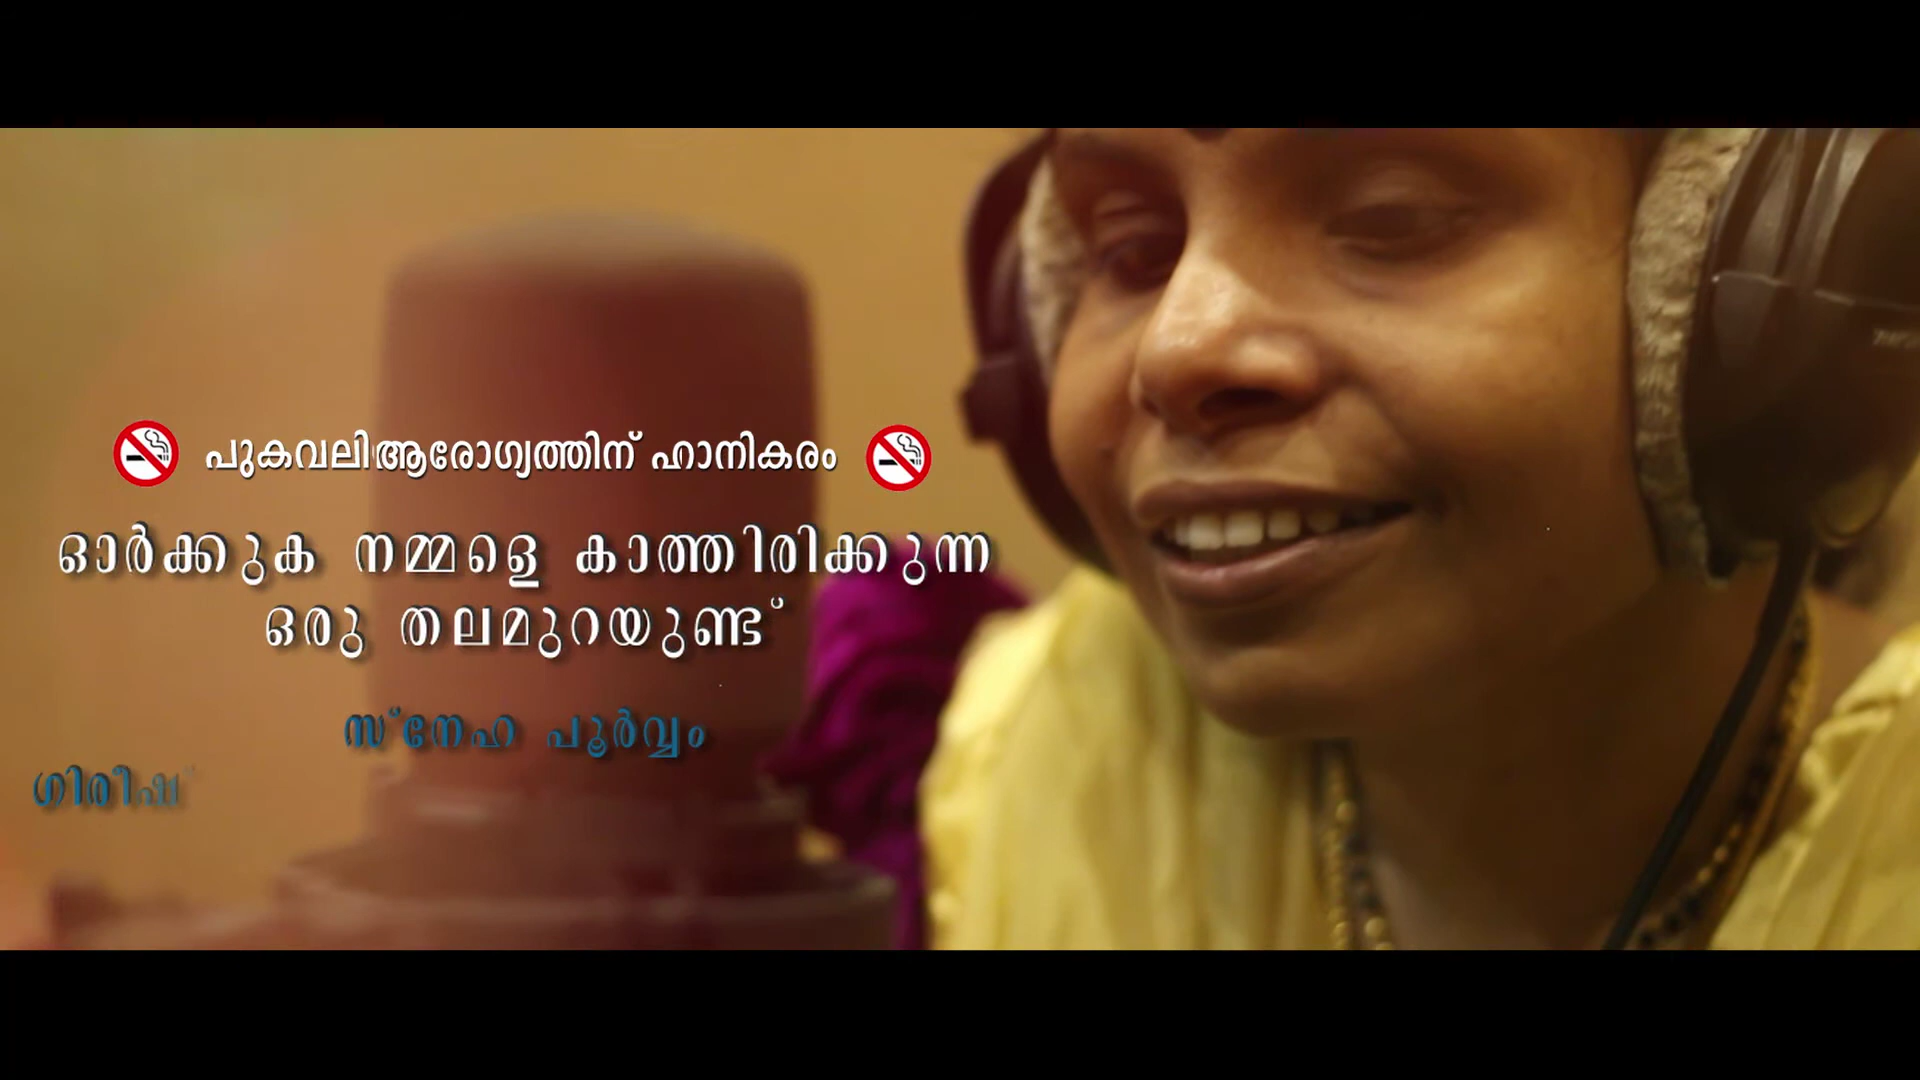 പുകവലി ആരോഗ്യത്തിന് ഹാനികരം
ഓർക്കുക നമ്മളെ കാത്തിരിക്കുന്ന
ഒരു തലമുറയുണ്ട്
സ്നേഹ പൂർവ്വം
ഗിരീഷ്